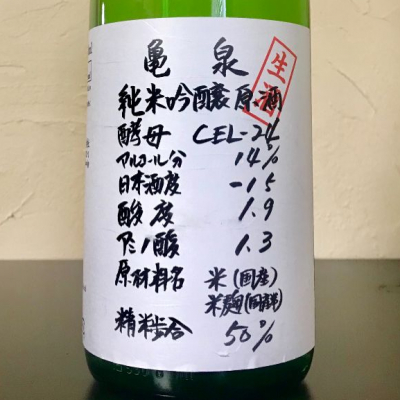 亀泉
生酒
純米吟醸原酒
酵母 CEL-24
アルコール分 14%
日本酒度 -15
酸度 1.9
アミノ酸 1.3
原材料名 米(国産)
米麹(国産)
精米歩合 50%